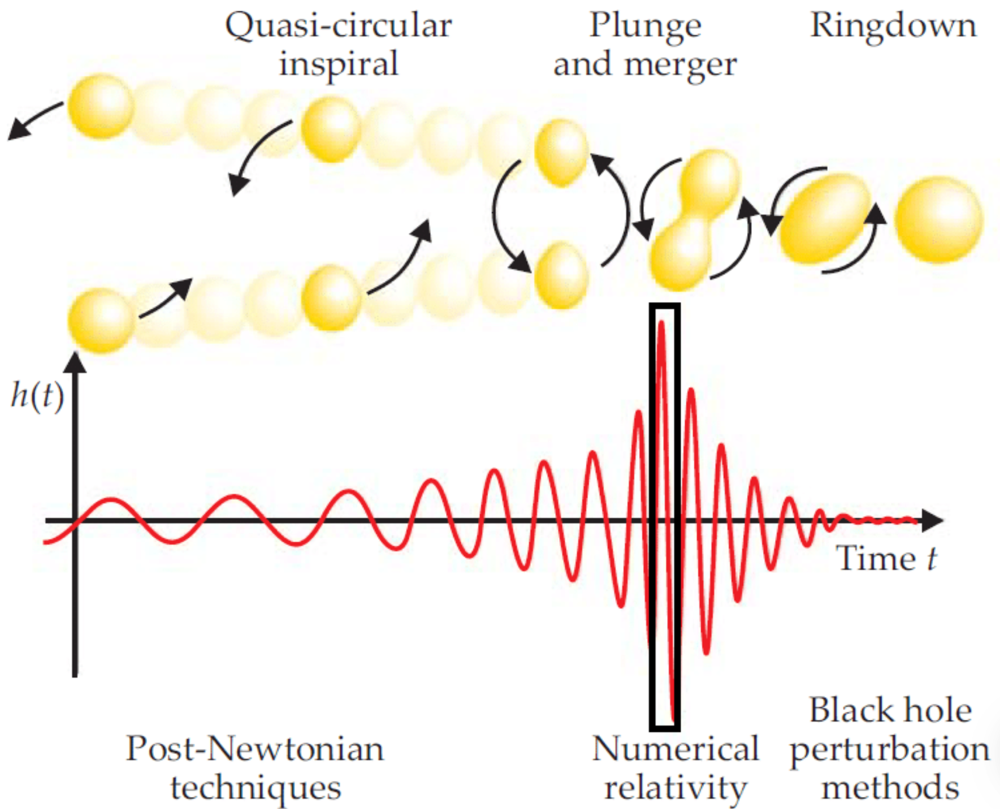 Quasi-circular
inspiral
Plunge
and merger
Ringdown
h(t)
Time t
Post-Newtonian
techniques
Numerical
relativity
Black hole
perturbation
methods